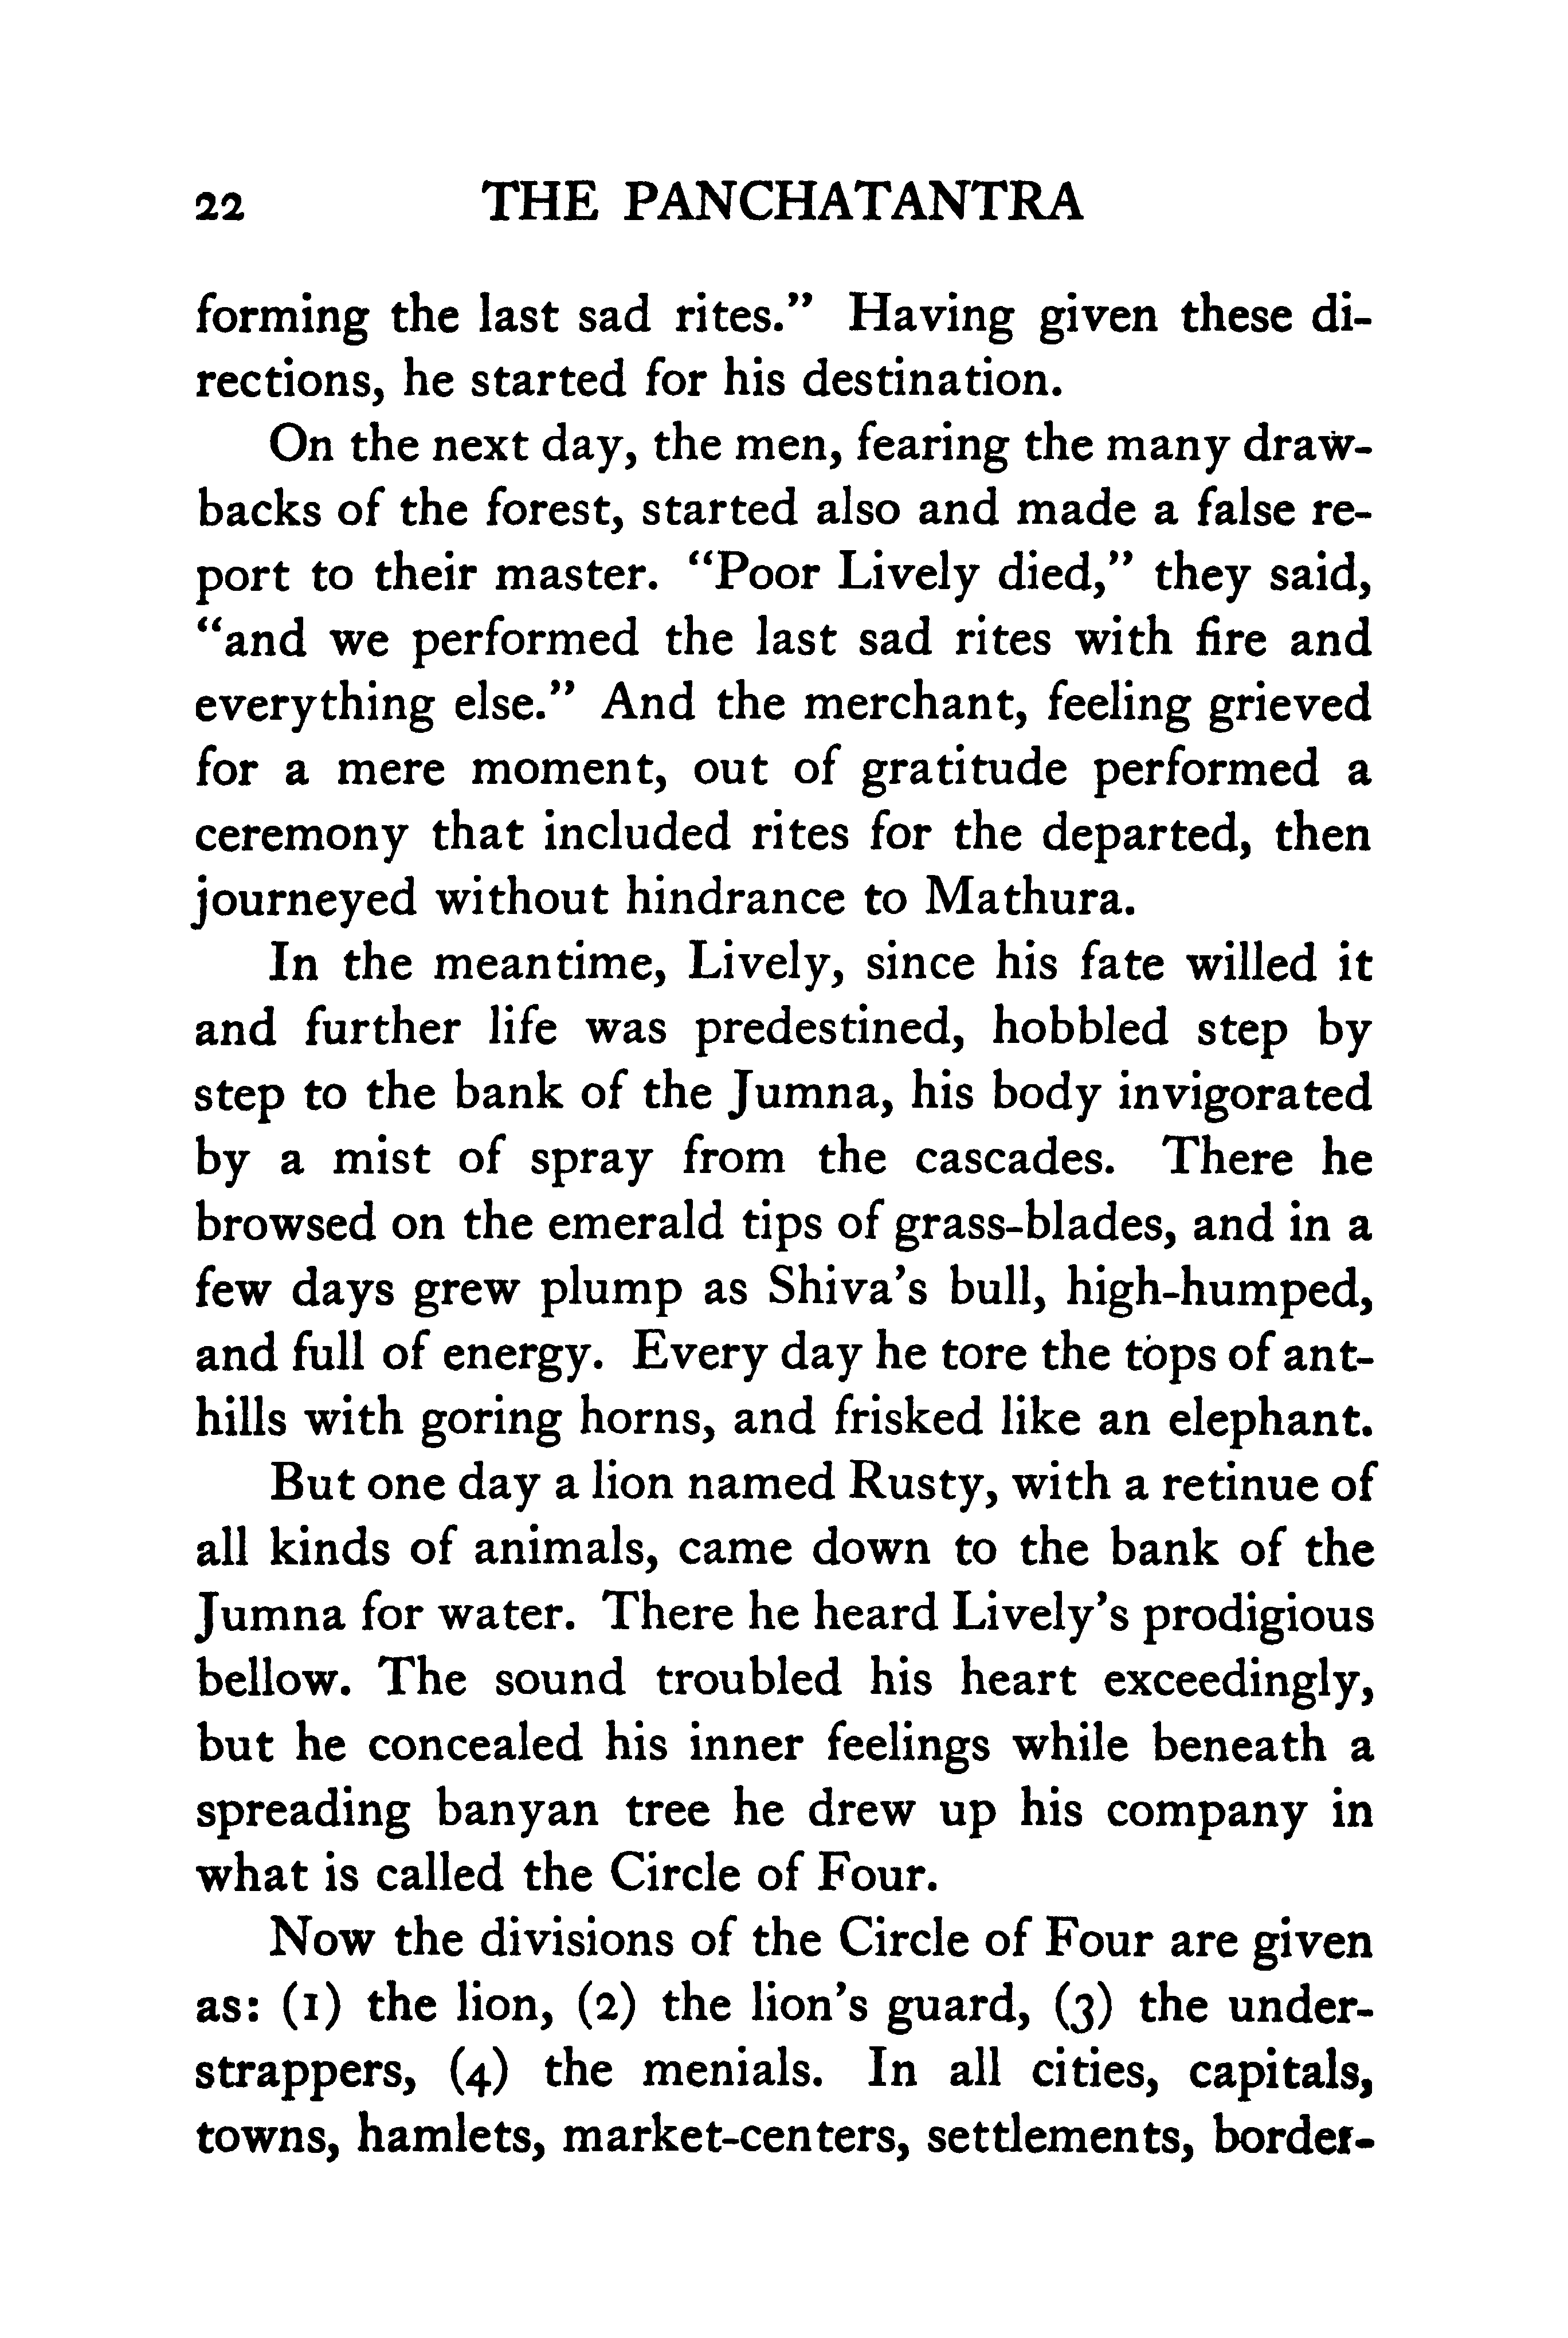 22 THE PANCHATANTRA
forming the last sad rites.” Having given these di-
rections, he started for his destination.
On the next day, the men, fearing the many draw-
backs of the forest, started also and made a false re-
port to their master. “Poor Lively died,” they said,
“and we performed the last sad rites with fire and
everything else.” And the merchant, feeling grieved
for a mere moment, out of gratitude performed a
ceremony that included rites for the departed, then
journeyed without hindrance to Mathura.
In the meantime, Lively, since his fate willed it
and further life was predestined, hobbled step by
step to the bank of the Jumna, his body invigorated
by a mist of spray from the cascades. There he
browsed on the emerald tips of grass-blades, and in a
few days grew plump as Shiva’s bull, high-humped,
and full of energy. Every day he tore the tops of ant-
hills with goring horns, and frisked like an elephant.
But one day a lion named Rusty, with a retinue of
all kinds of animals, came down to the bank of the
Jumna for water. There he heard Lively’s prodigious
bellow. The sound troubled his heart exceedingly,
but he concealed his inner feelings while beneath a
spreading banyan tree he drew up his company in
what is called the Circle of Four.
Now the divisions of the Circle of Four are given
as: (1) the lion, (2) the lion’s guard, (3) the under-
strappers, (4) the menials. In all cities, capitals,
towns, hamlets, market-centers, settlements, border-